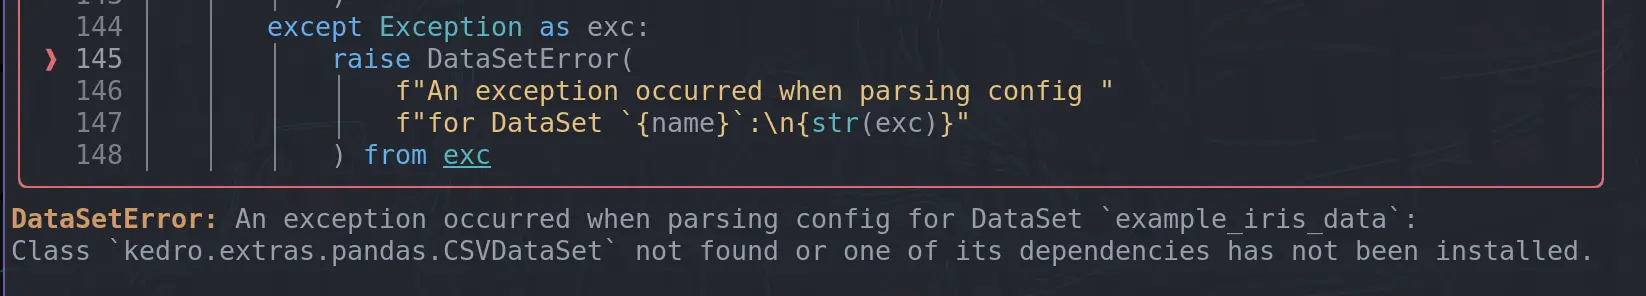 143 )
144 except Exception as exc:
❱ 145 raise DataSetError(
146 f"An exception occurred when parsing config "
147 f"for DataSet `{name}`:\n{str(exc)}"
148 ) from exc
DataSetError: An exception occurred when parsing config for DataSet `example_iris_data`:
Class `kedro.extras.pandas.CSVDataSet` not found or one of its dependencies has not been installed.